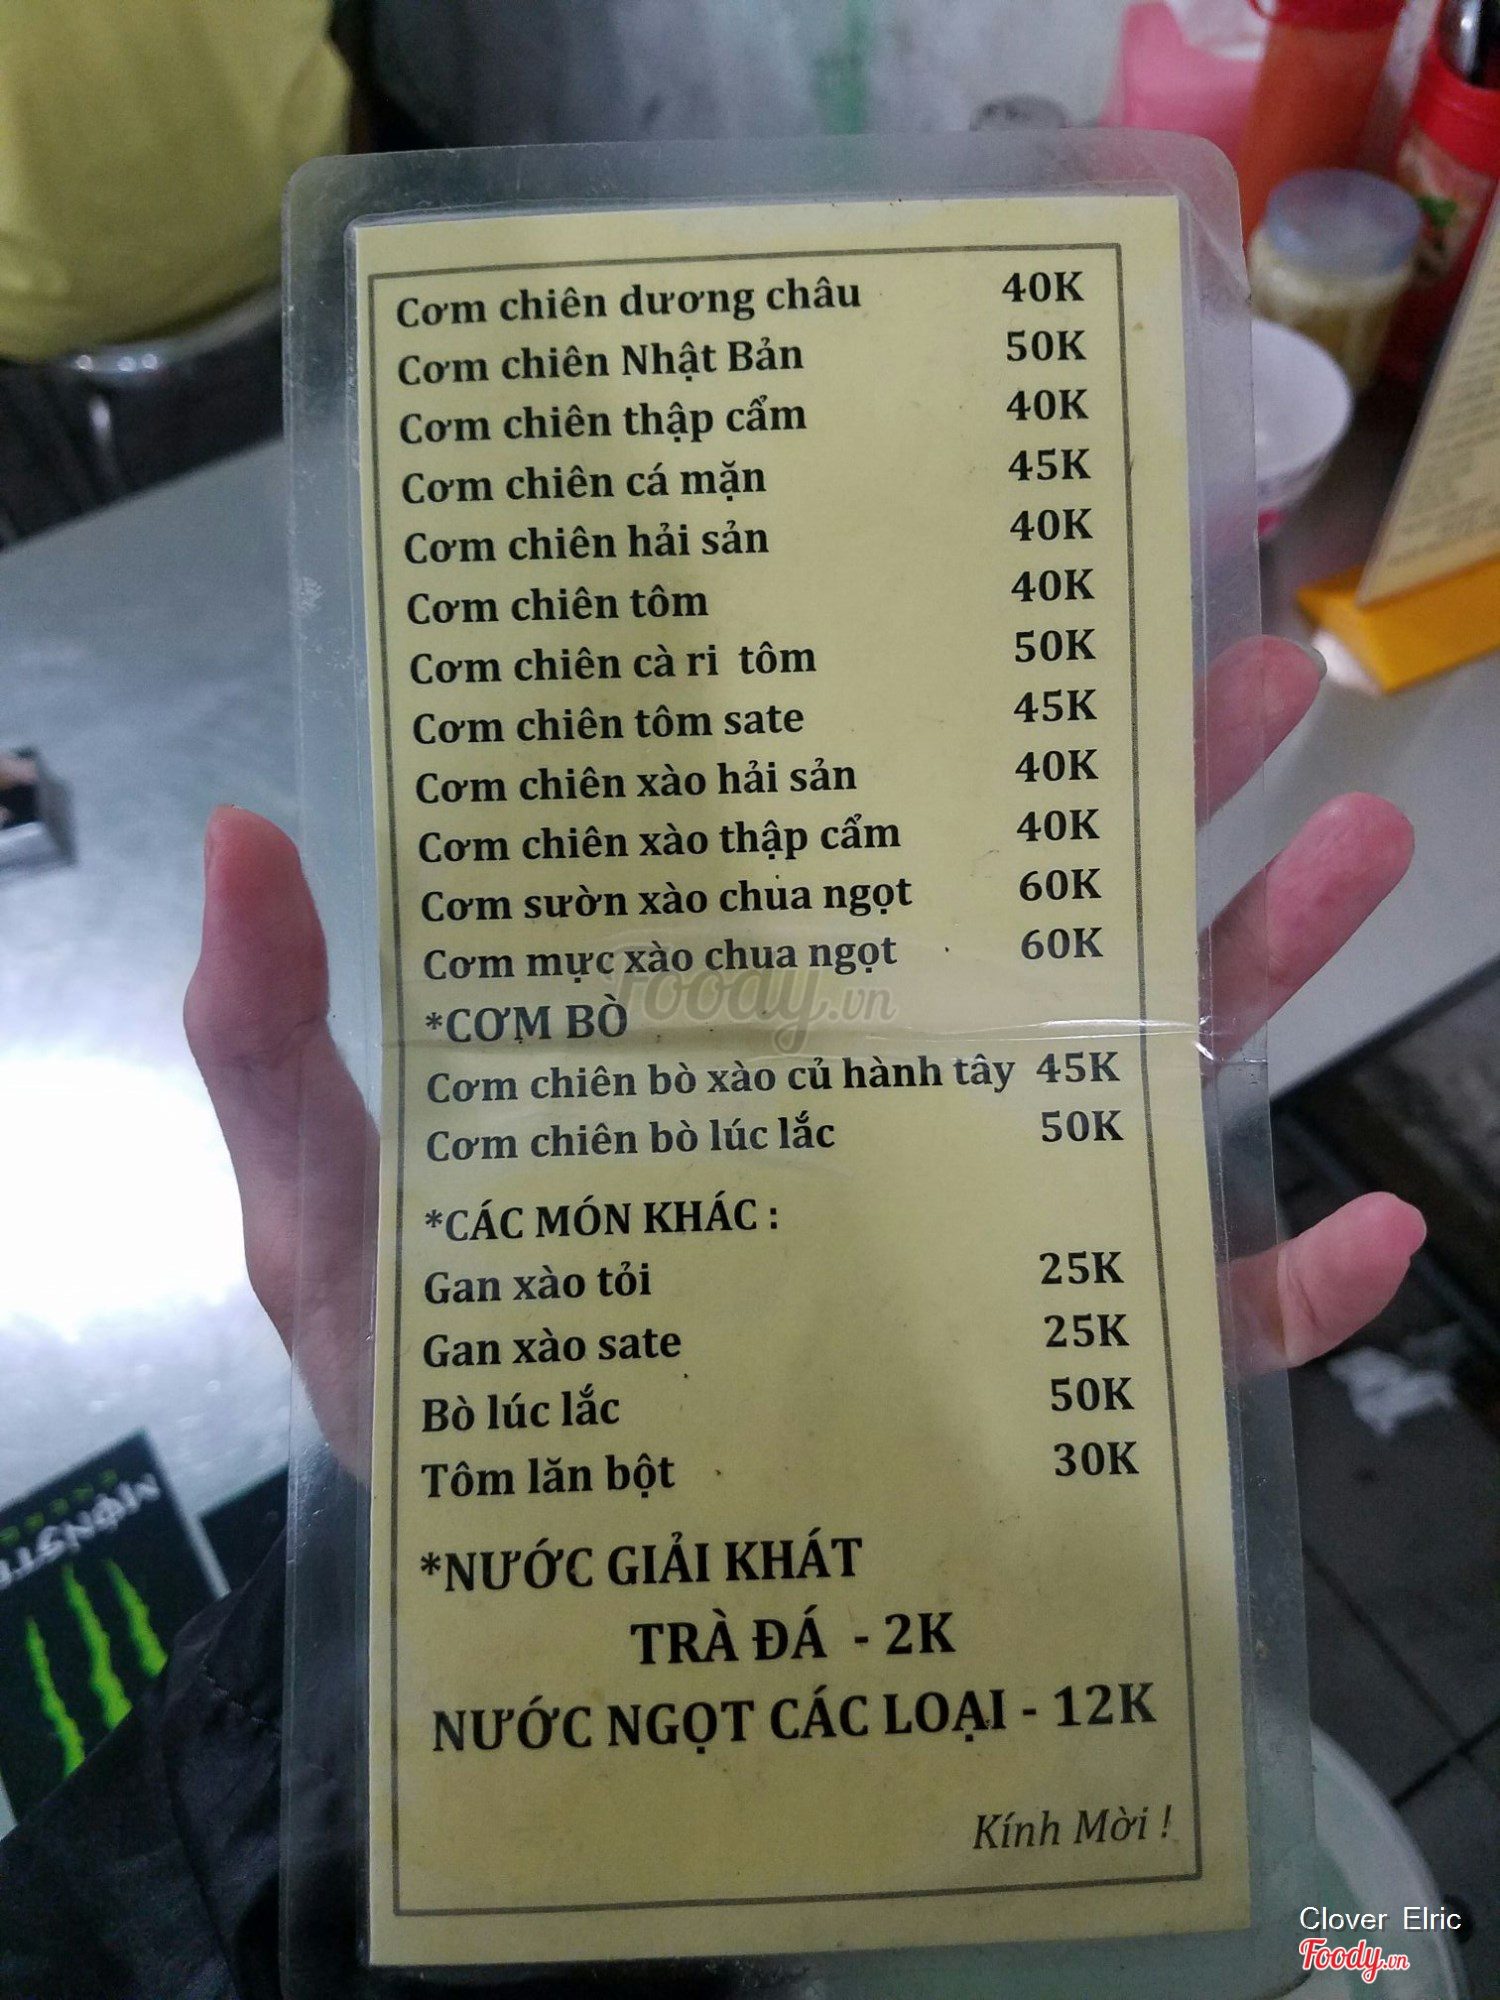 Cơm chiên dương châu 40K
Cơm chiên Nhật Bản 50K
Cơm chiên thập cẩm 40K
Cơm chiên cá mặn 45K
Cơm chiên hải sản 40K
Cơm chiên tôm 40K
Cơm chiên cà ri tôm 50K
Cơm chiên tôm sate 45K
Cơm chiên xào hải sản 40K
Cơm chiên xào thập cẩm 40K
Cơm sườn xào chua ngọt 60K
Cơm mực xào chua ngọt 60K
Foody.vn
*CƠM BÒ
Cơm chiên bò xào củ hành tây 45K
Cơm chiên bò lúc lắc 50K
*CÁC MÓN KHÁC :
Gan xào tỏi 25K
Gan xào sate 25K
Bò lúc lắc 50K
Tôm lăn bột 30K
*NƯỚC GIẢI KHÁT
TRÀ ĐÁ - 2K
NƯỚC NGỌT CÁC LOẠI - 12K
Kính Mời !
Clover Elric
Foody.vn